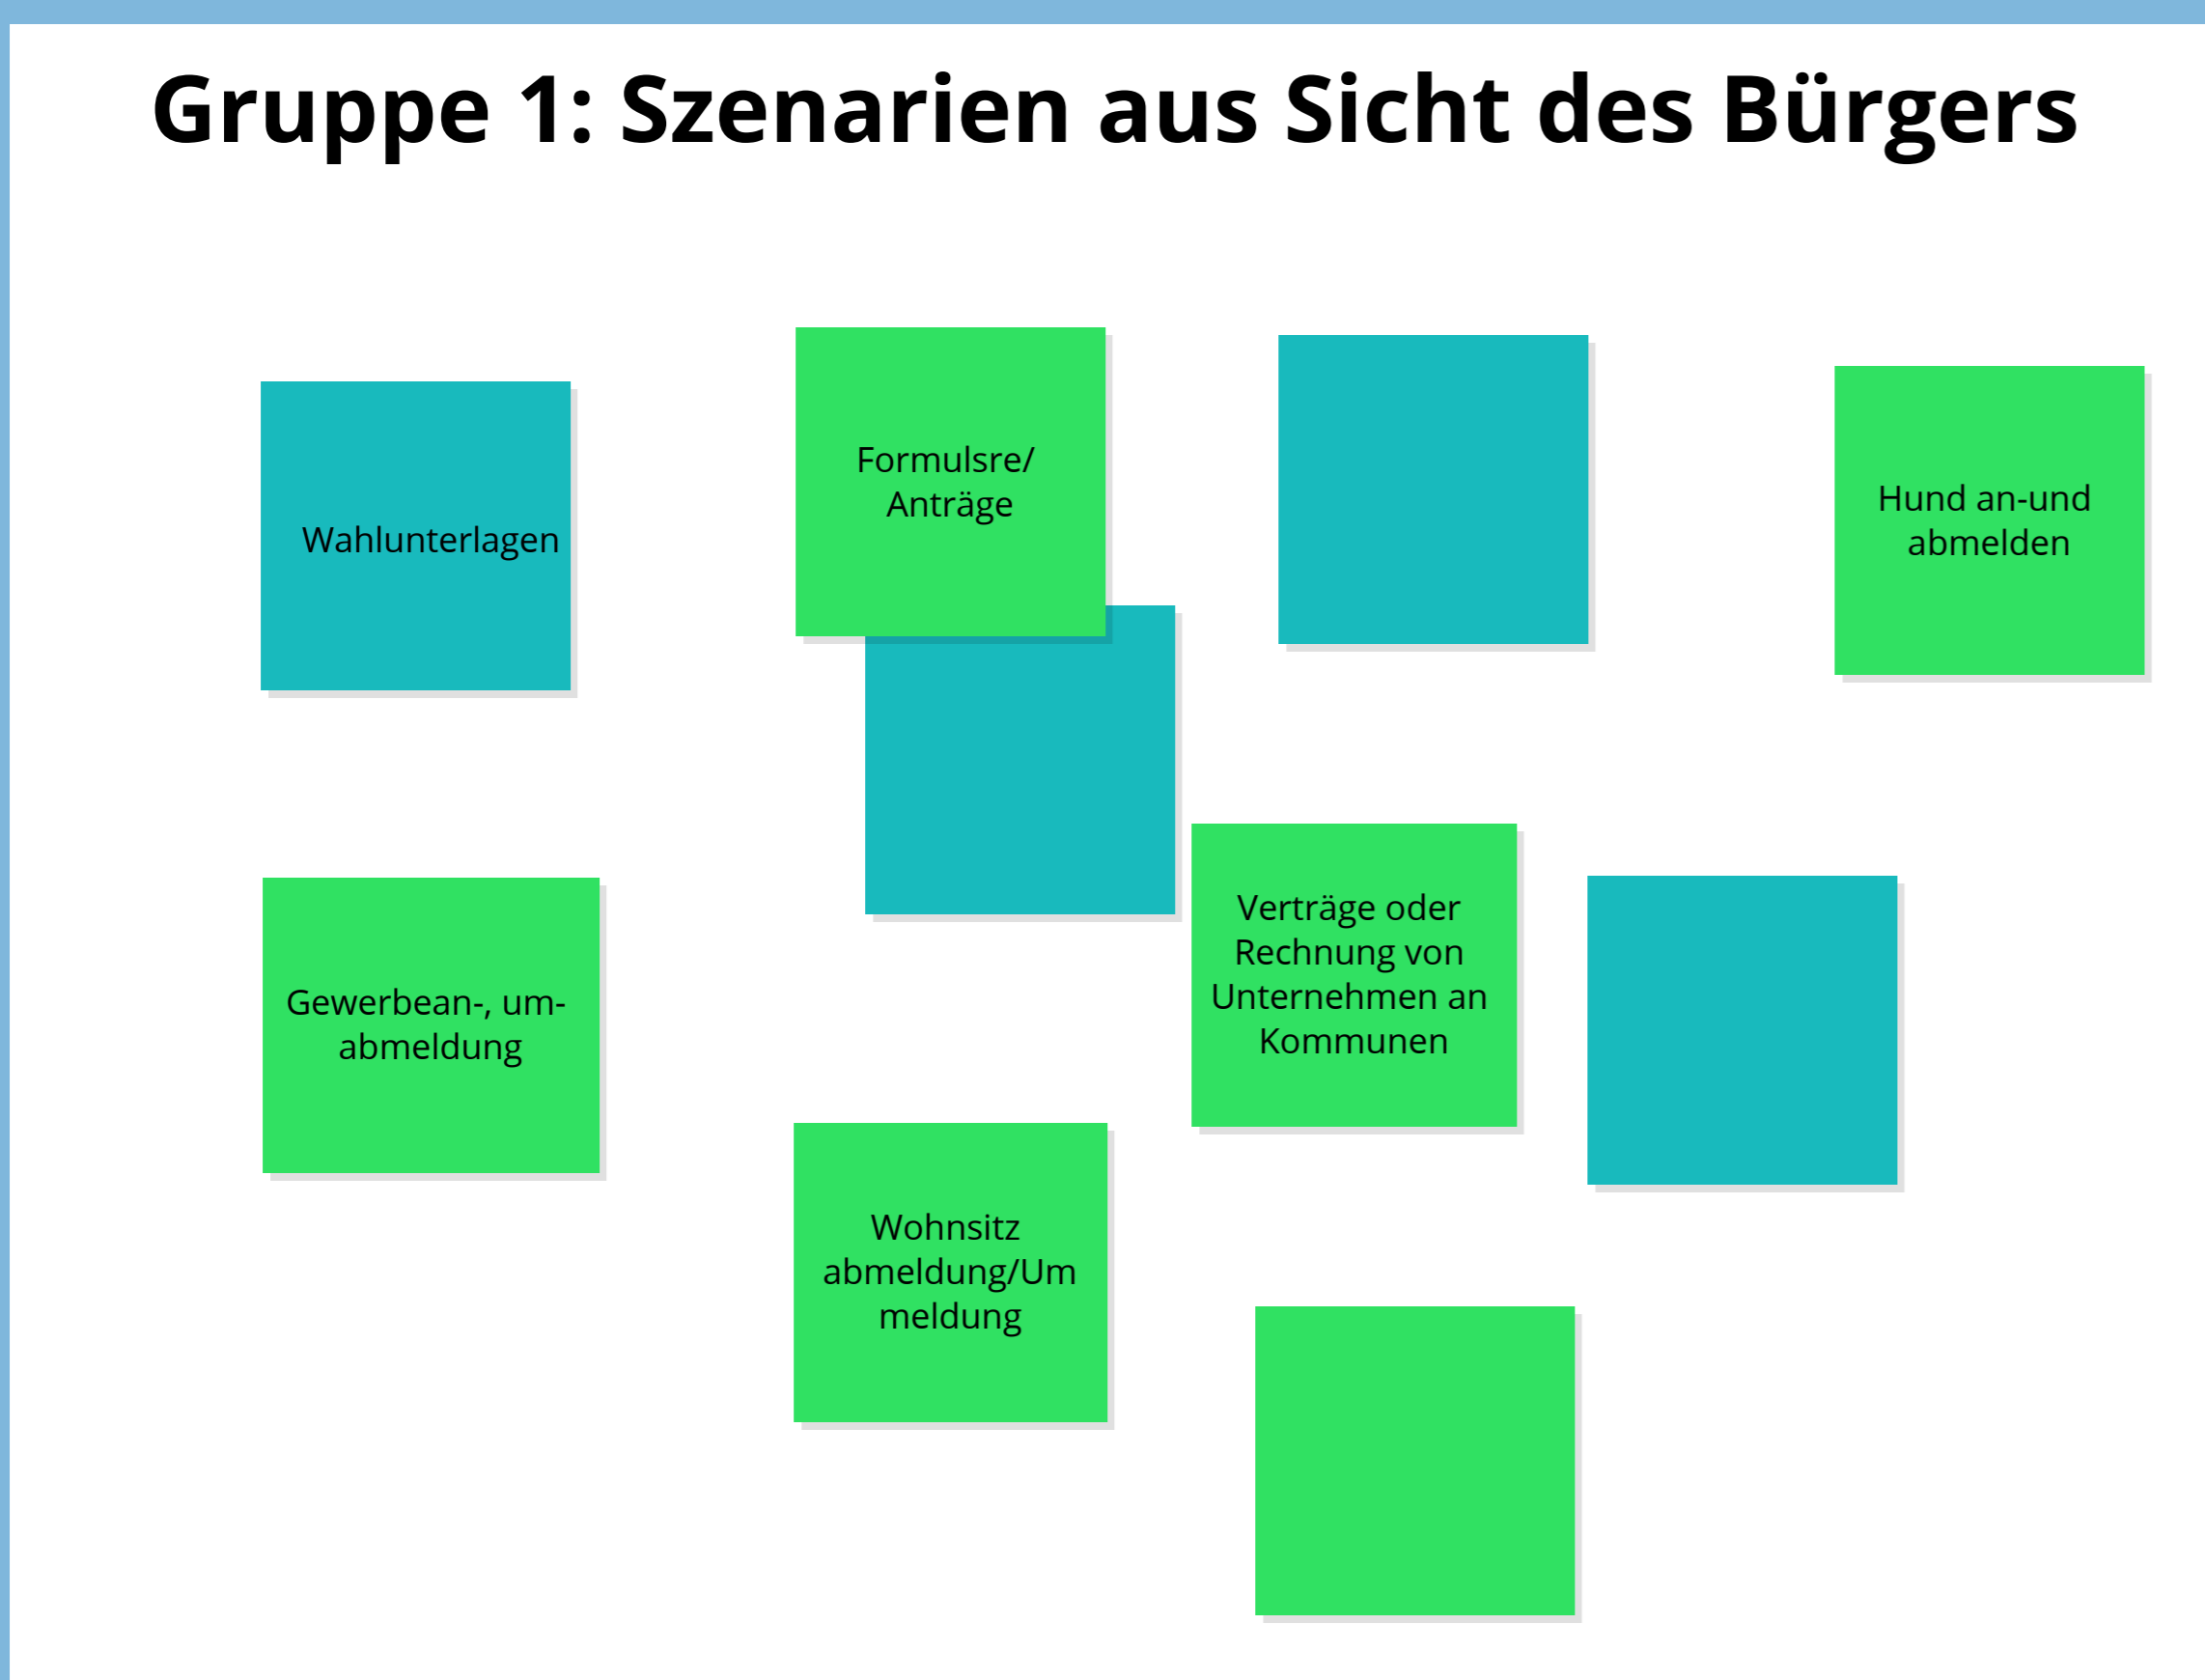 Gruppe 1: Szenarien aus Sicht des Bürgers
Wahlunterlagen
Formulsre/
Anträge
Hund an-und
abmelden
Gewerbean-, um-
abmeldung
Verträge oder
Rechnung von
Unternehmen an
Kommunen
Wohnsitz
abmeldung/Um
meldung